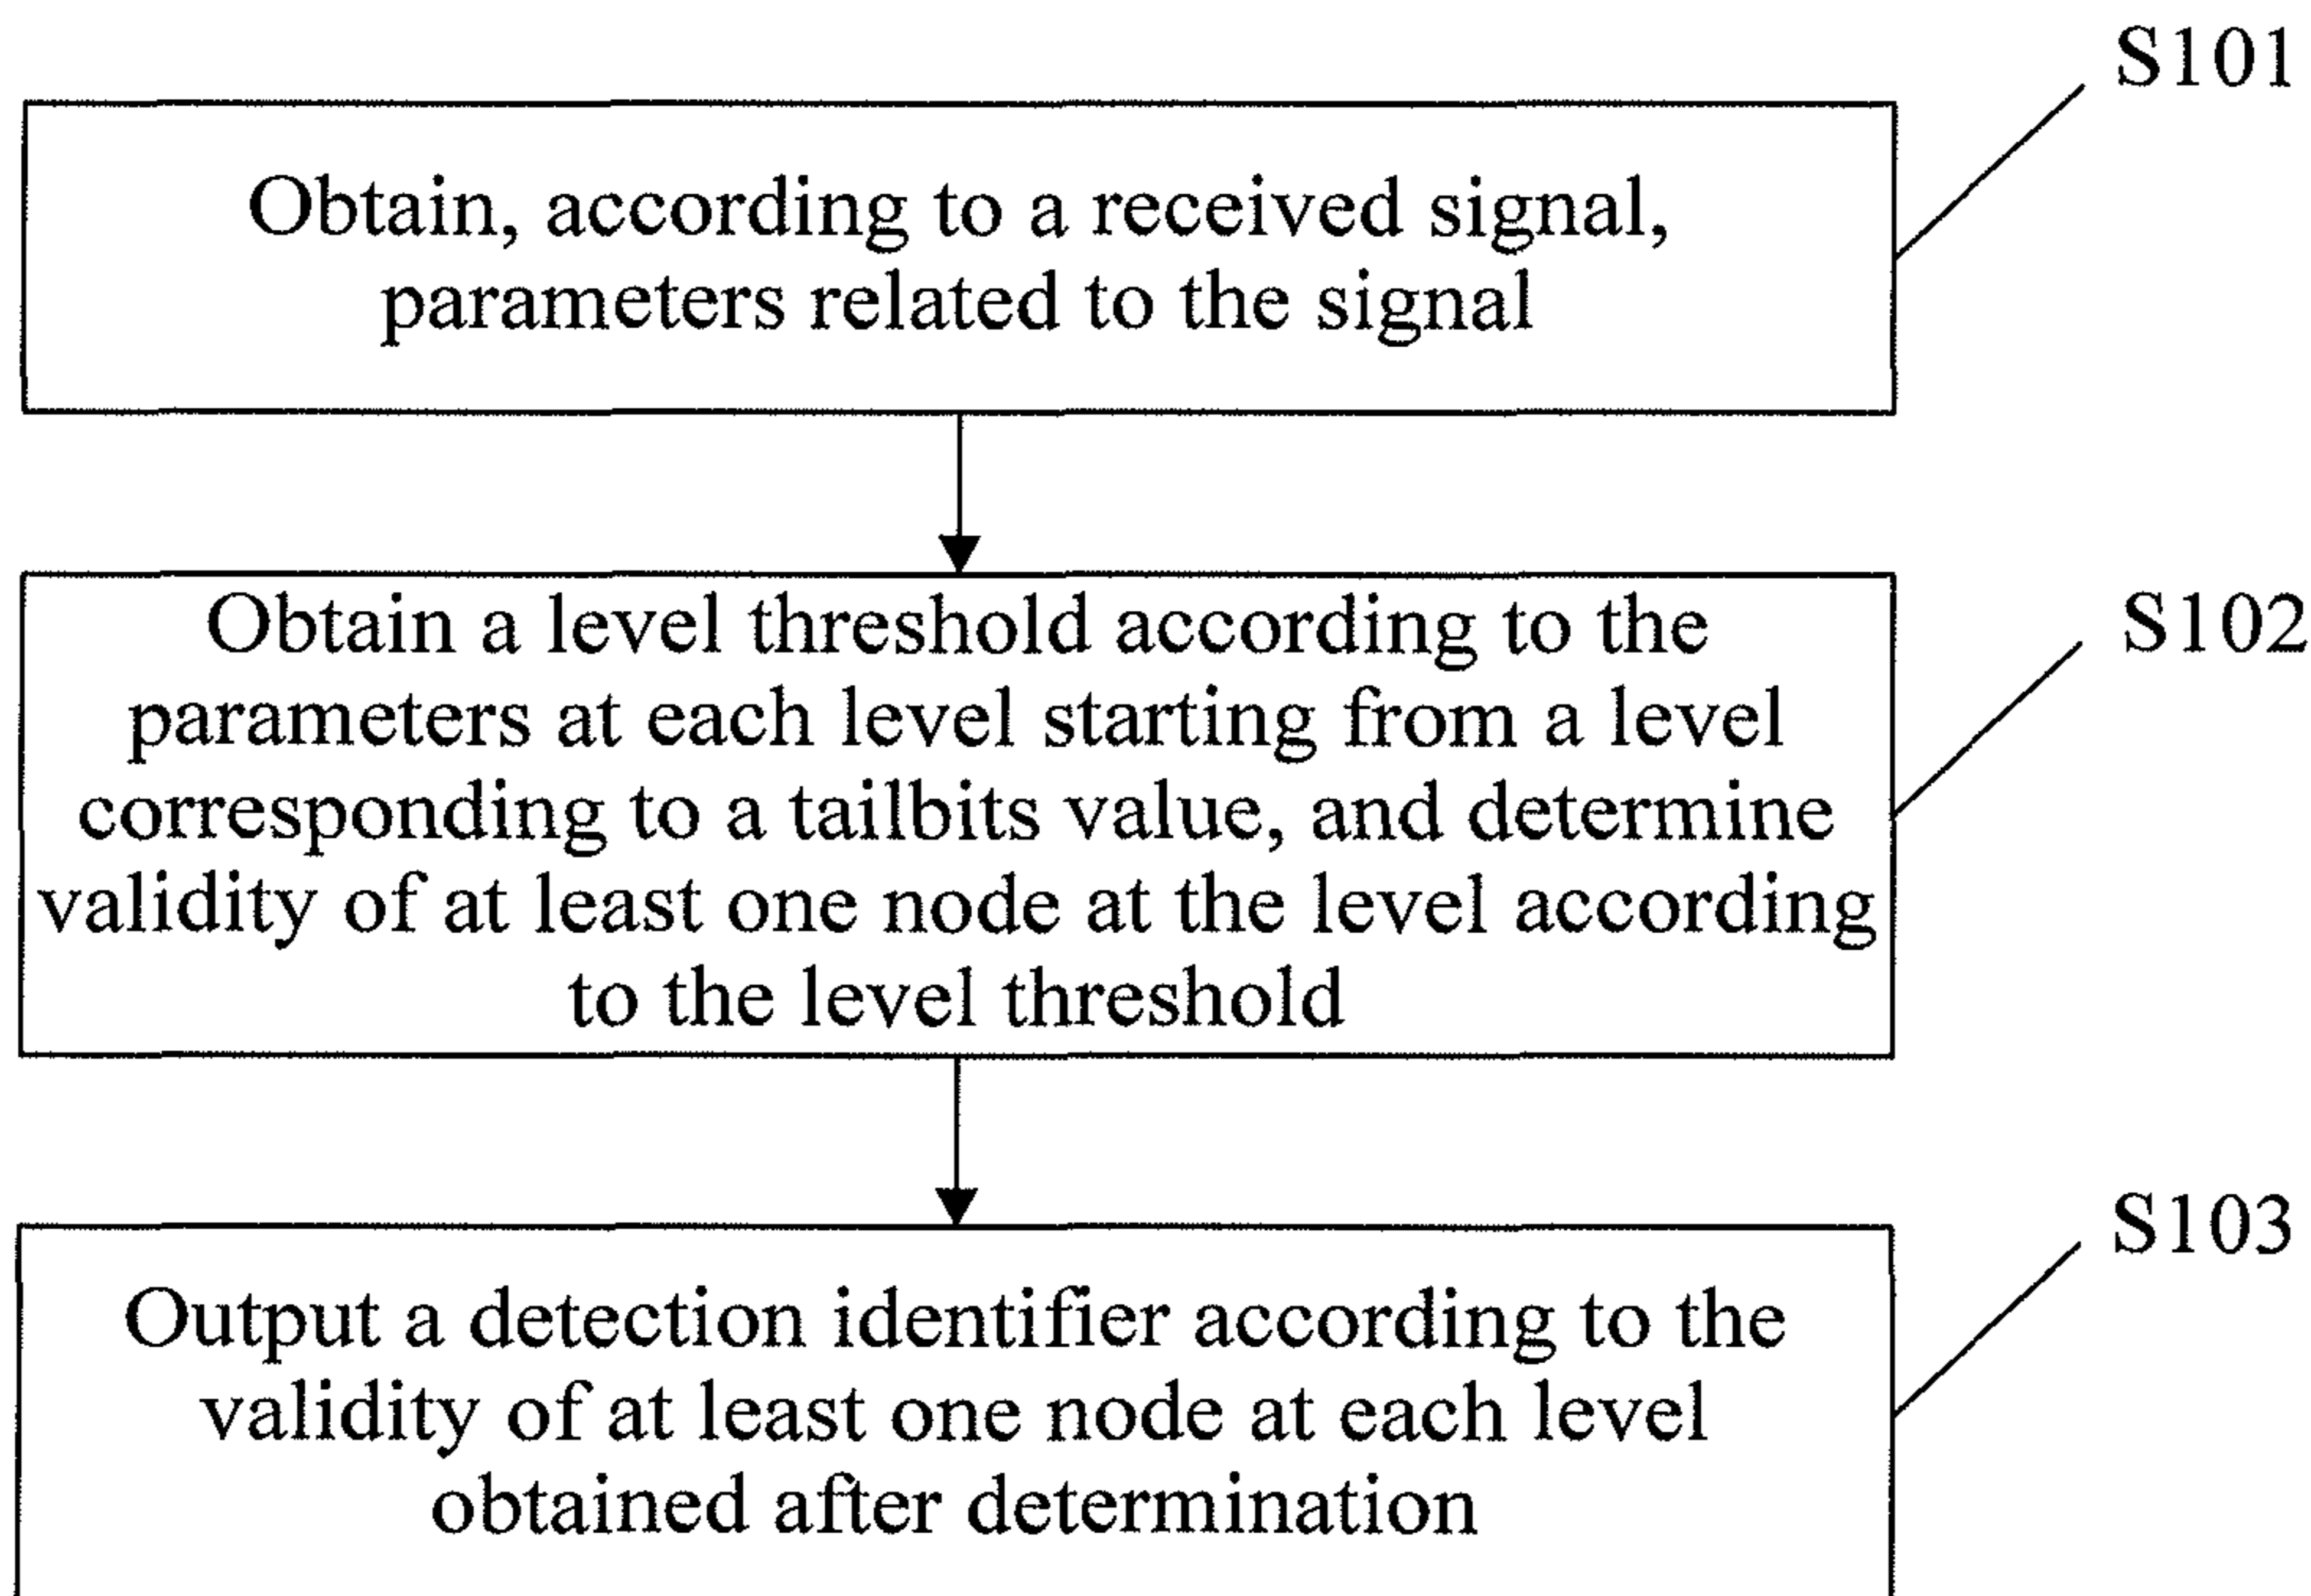 S101
Obtain, according to a received signal,
parameters related to the signal
S102
Obtain a level threshold according to the
parameters at each level starting from a level
corresponding to a tailbits value, and determine
validity of at least one node at the level according
to the level threshold
S103
Output a detection identifier according to the
validity of at least one node at each level
obtained after determination